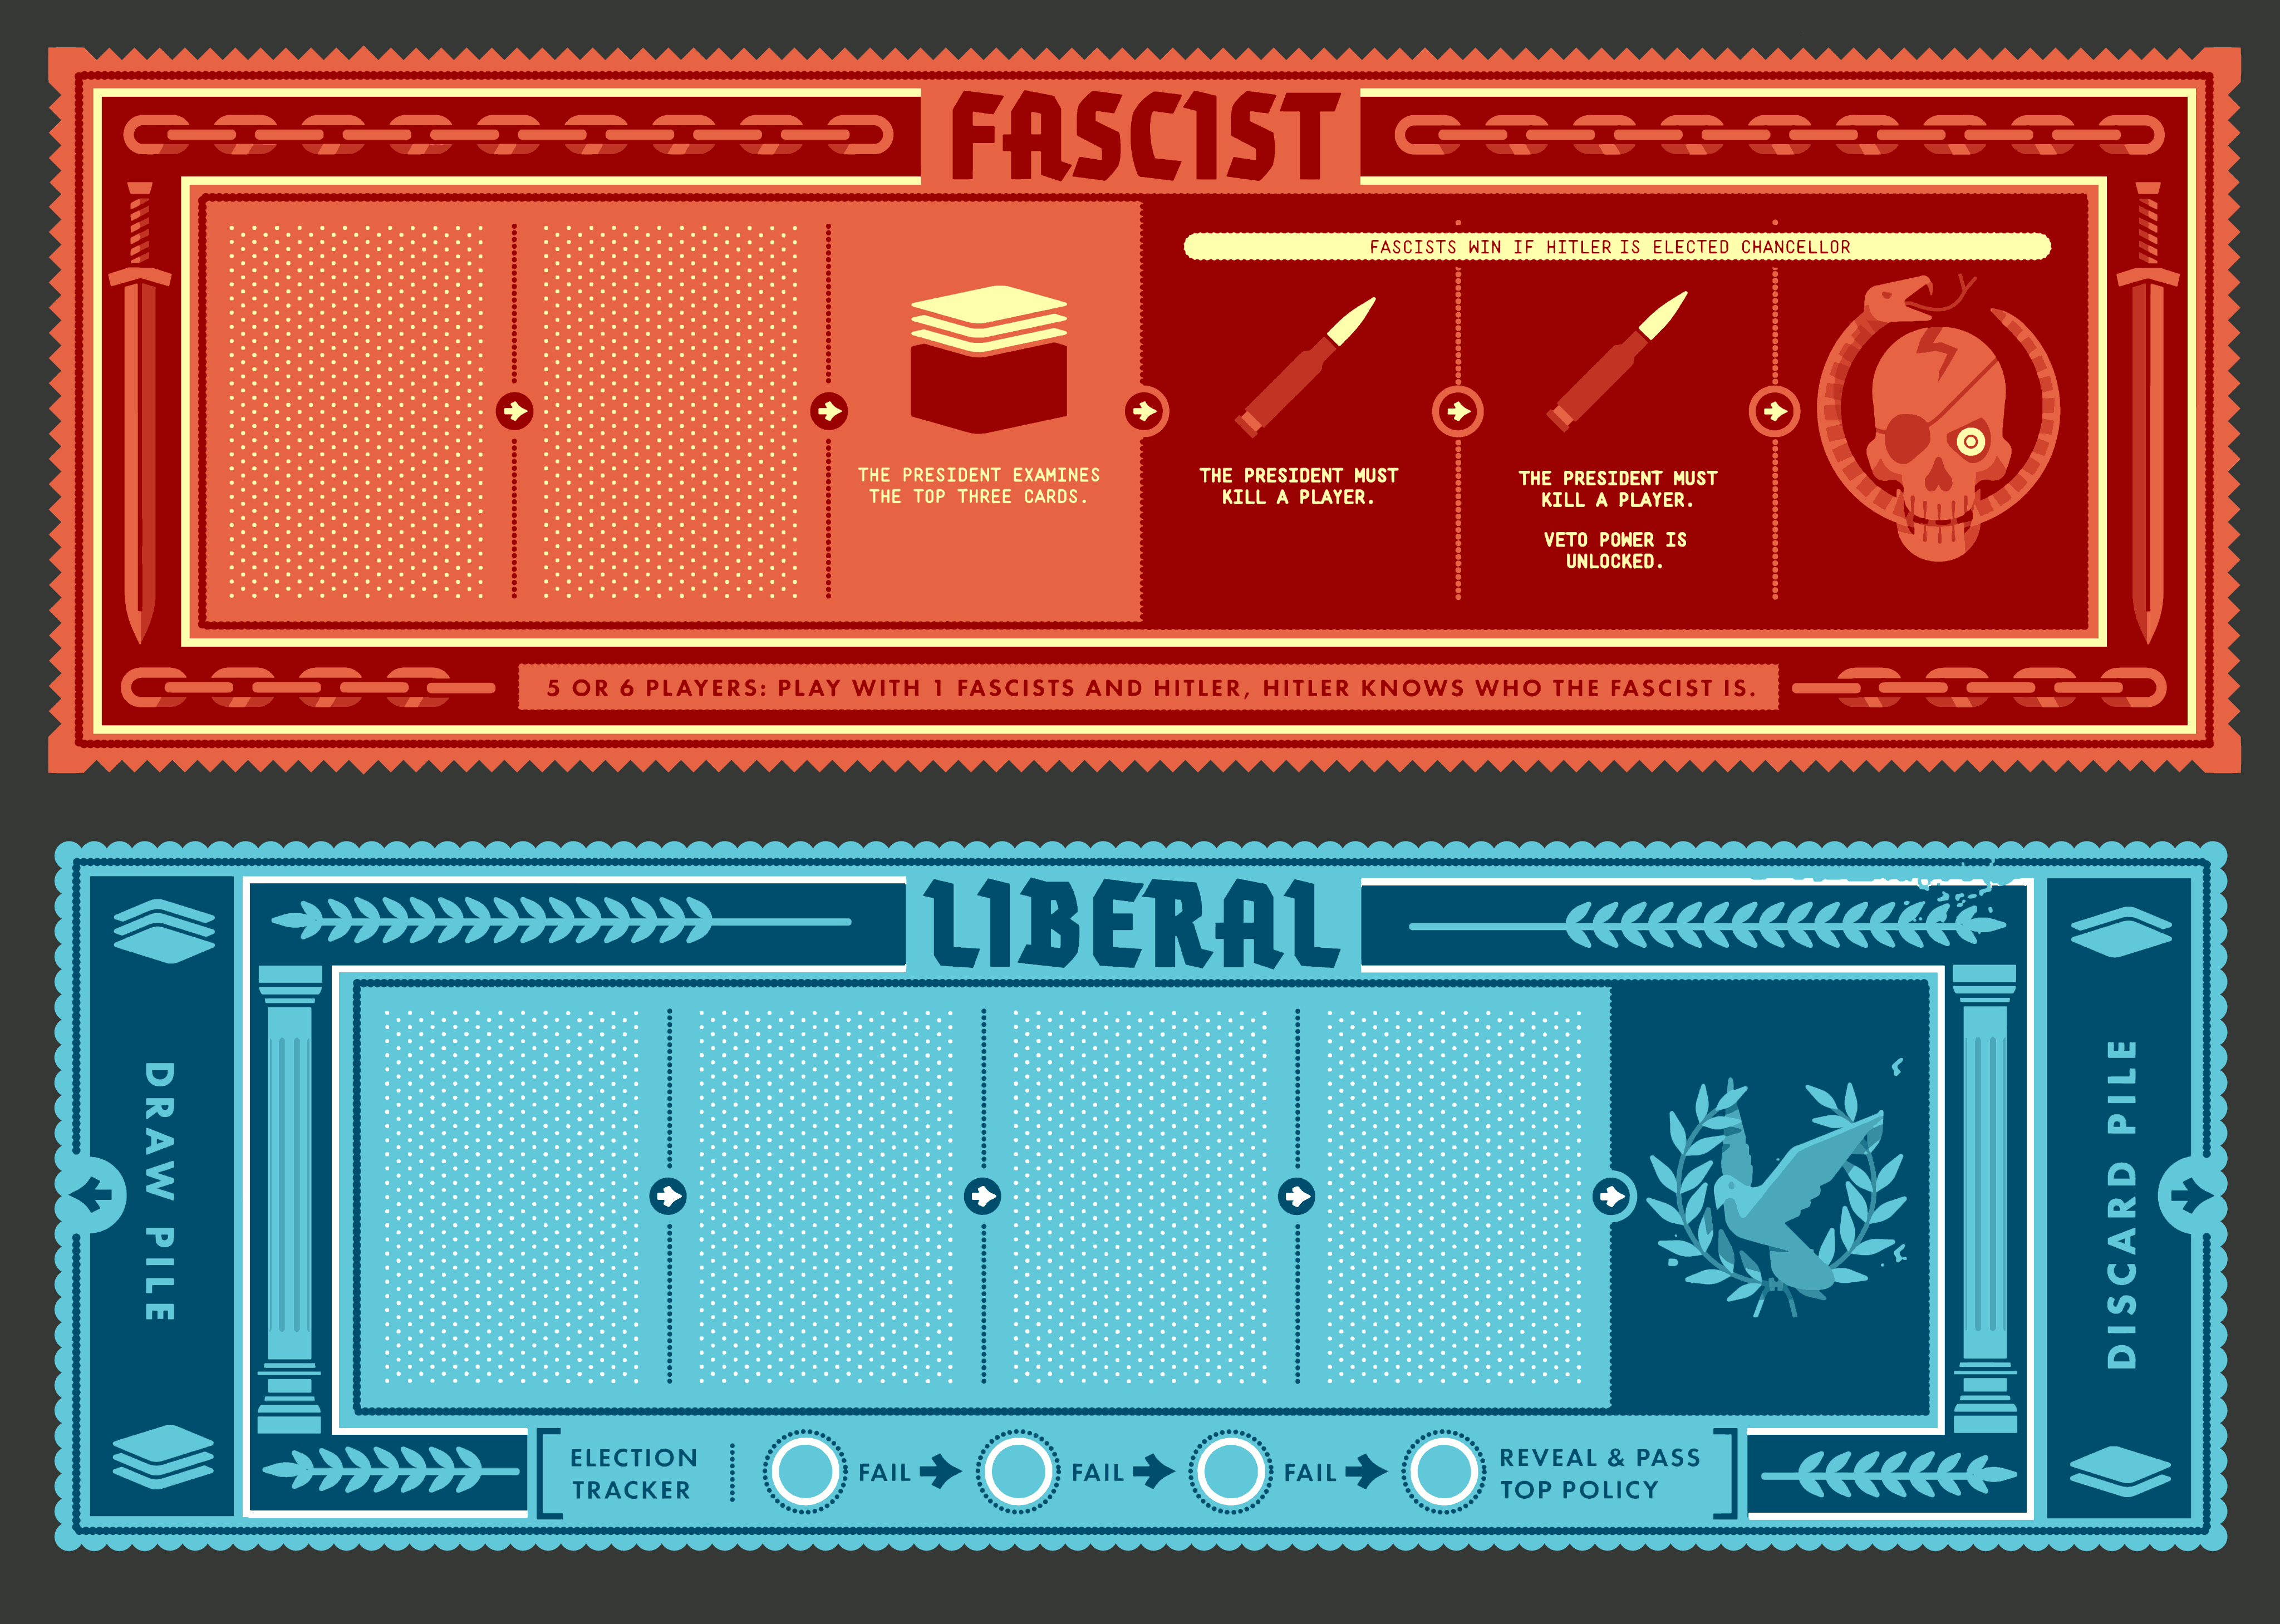 FASCIST
FASCISTS WIN IF HITLER IS ELECTED CHANCELLOR
THE PRESIDENT EXAMINES
THE TOP THREE CARDS.
THE PRESIDENT MUST
KILL A PLAYER.
THE PRESIDENT MUST
KILL A PLAYER.
VETO POWER IS
UNLOCKED.
5 OR 6 PLAYERS: PLAY WITH 1 FASCISTS AND HITLER, HITLER KNOWS WHO THE FASCIST IS.
LIBERAL
DRAW PILE
DISCARD PILE
ELECTION
TRACKER
FAIL
FAIL
FAIL
REVEAL & PASS
TOP POLICY